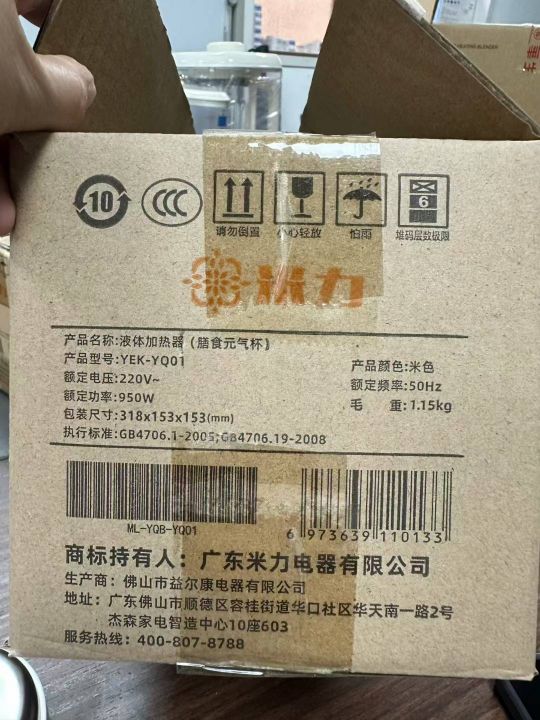 HEATING BLENDER
10
CCC
请勿倒置 小心轻放 怕雨 堆码层数极限
6
米力
产品名称:液体加热器(膳食元气杯)
产品型号:YEK-YQ01 产品颜色:米色
额定电压:220V~ 额定频率:50Hz
额定功率:950W 毛 重:1.15kg
包装尺寸:318x153x153(mm)
执行标准:GB4706.1-2005;GB4706.19-2008
ML-YQB-YQ01
6 973639 110133
商标持有人:广东米力电器有限公司
生产商:佛山市益尔康电器有限公司
地址:广东佛山市顺德区容桂街道华口社区华天南一路2号
杰森家电智造中心10座603
服务热线:400-807-8788